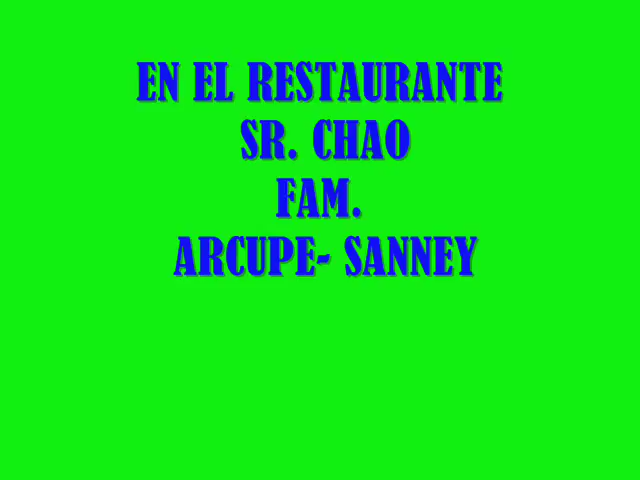 EN EL RESTAURANTE
SR. CHAO
FAM.
ARCUPE- SANNEY